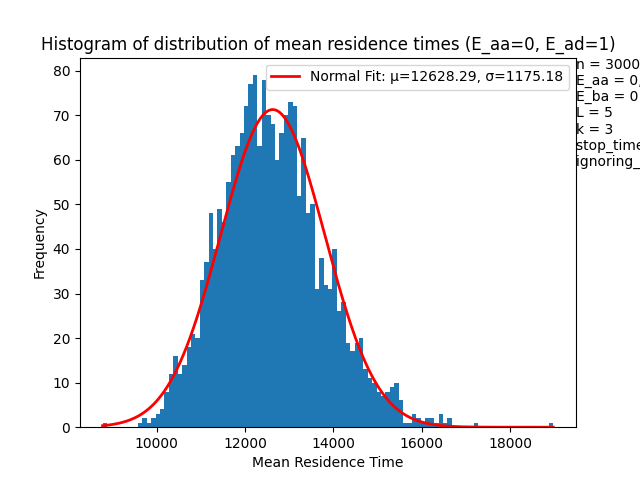 Histogram of distribution of mean residence times (E_aa=0, E_ad=1)
Normal Fit: μ=12628.29, σ=1175.18
n = 3000
E_aa = 0,
E_ba = 0
L = 5
k = 3
stop_time
ignoring_
80
70
60
50
40
30
20
10
0
Frequency
10000 12000 14000 16000 18000
Mean Residence Time